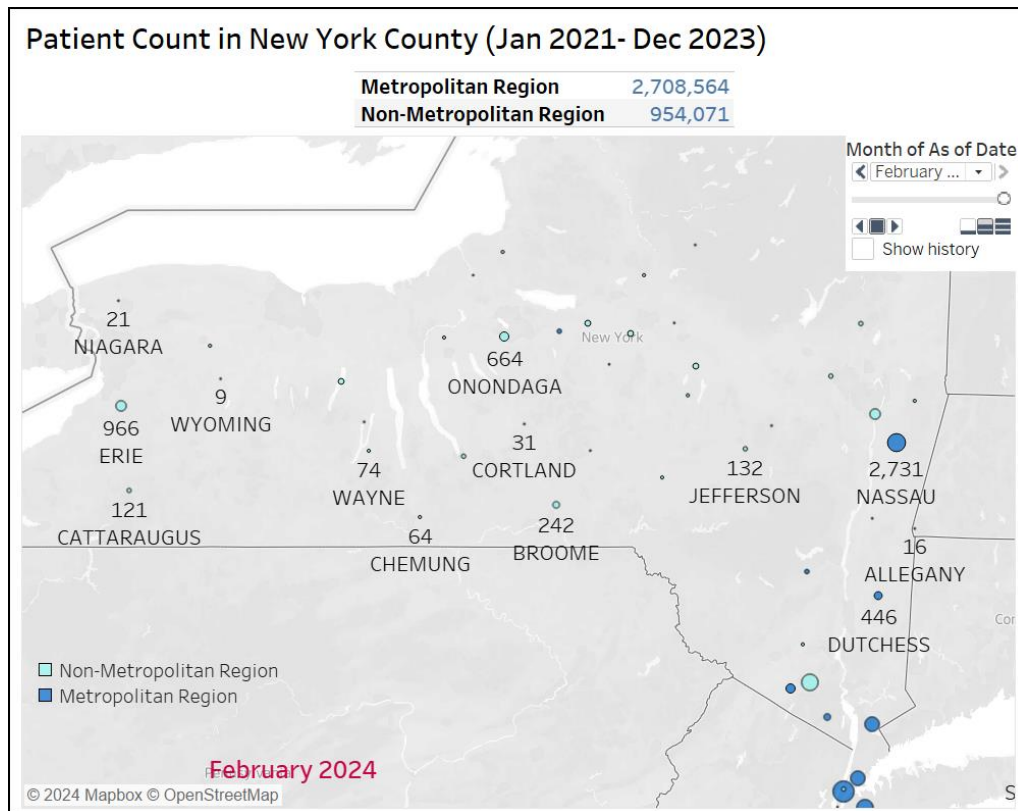 Patient Count in New York County (Jan 2021- Dec 2023)
Metropolitan Region 2,708,564
Non-Metropolitan Region 954,071
Month of As of Date
February ...
Show history
21
NIAGARA
New York
664
ONONDAGA
9
WYOMING
966
ERIE
31
CORTLAND
74
WAYNE
132
JEFFERSON
2,731
NASSAU
121
CATTARAUGUS
64
CHEMUNG
242
BROOME
16
ALLEGANY
446
DUTCHESS
Con
Non-Metropolitan Region
Metropolitan Region
February 2024
© 2024 Mapbox © OpenStreetMap
S